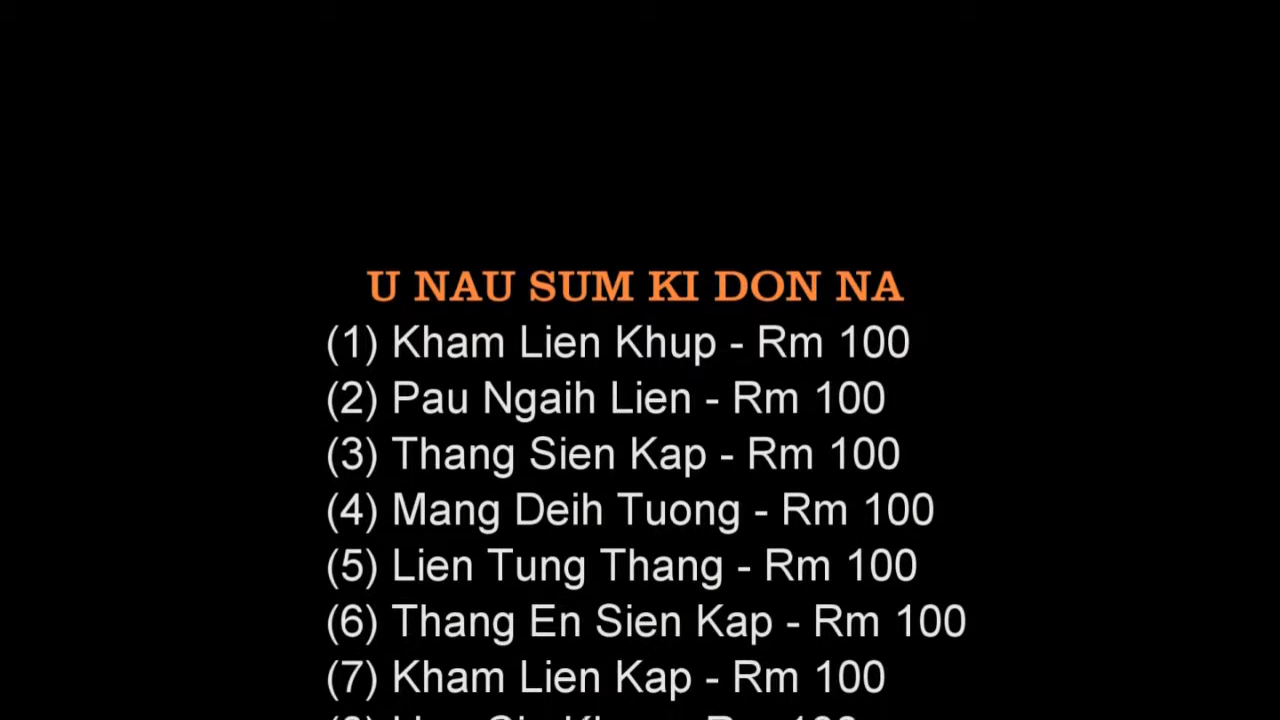 U NAU SUM KI DON NA
(1) Kham Lien Khup - Rm 100
(2) Pau Ngaih Lien - Rm 100
(3) Thang Sien Kap - Rm 100
(4) Mang Deih Tuong - Rm 100
(5) Lien Tung Thang - Rm 100
(6) Thang En Sien Kap - Rm 100
(7) Kham Lien Kap - Rm 100